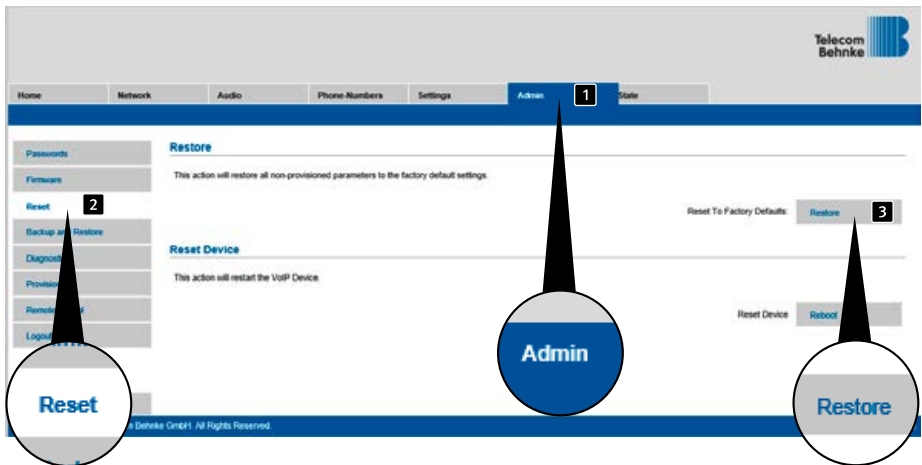 Telecom
Behnke
Home Network Audio Phone-Numbers Settings Admin 1 State
Passwords
Firmware
Reset 2
Backup and Restore
Logout
Restore
This action will restore all non-provisioned parameters to the factory default settings.
Reset To Factory Defaults: Restore 3
Reset Device
This action will restart the VoIP Device.
Reset Device Reboot
Admin
Reset
Restore
Behnke GmbH. All Rights Reserved.